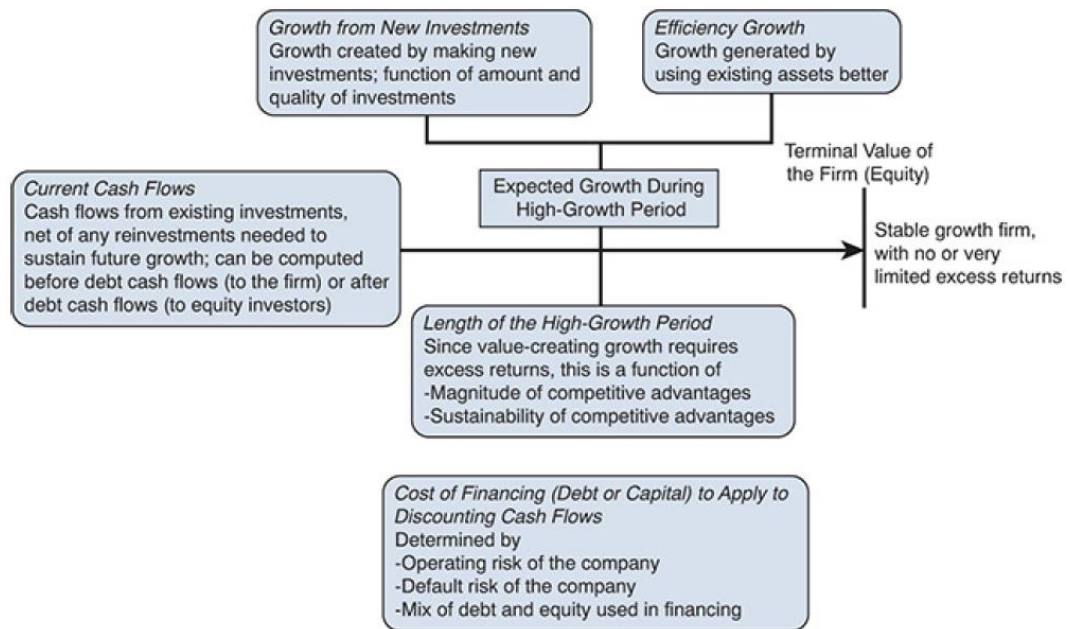 Growth from New Investments
Growth created by making new
investments; function of amount and
quality of investments
Efficiency Growth
Growth generated by
using existing assets better
Terminal Value of
the Firm (Equity)
Current Cash Flows
Cash flows from existing investments,
net of any reinvestments needed to
sustain future growth; can be computed
before debt cash flows (to the firm) or after
debt cash flows (to equity investors)
Expected Growth During
High-Growth Period
Stable growth firm,
with no or very
limited excess returns
Length of the High-Growth Period
Since value-creating growth requires
excess returns, this is a function of
-Magnitude of competitive advantages
-Sustainability of competitive advantages
Cost of Financing (Debt or Capital) to Apply to
Discounting Cash Flows
Determined by
-Operating risk of the company
-Default risk of the company
-Mix of debt and equity used in financing